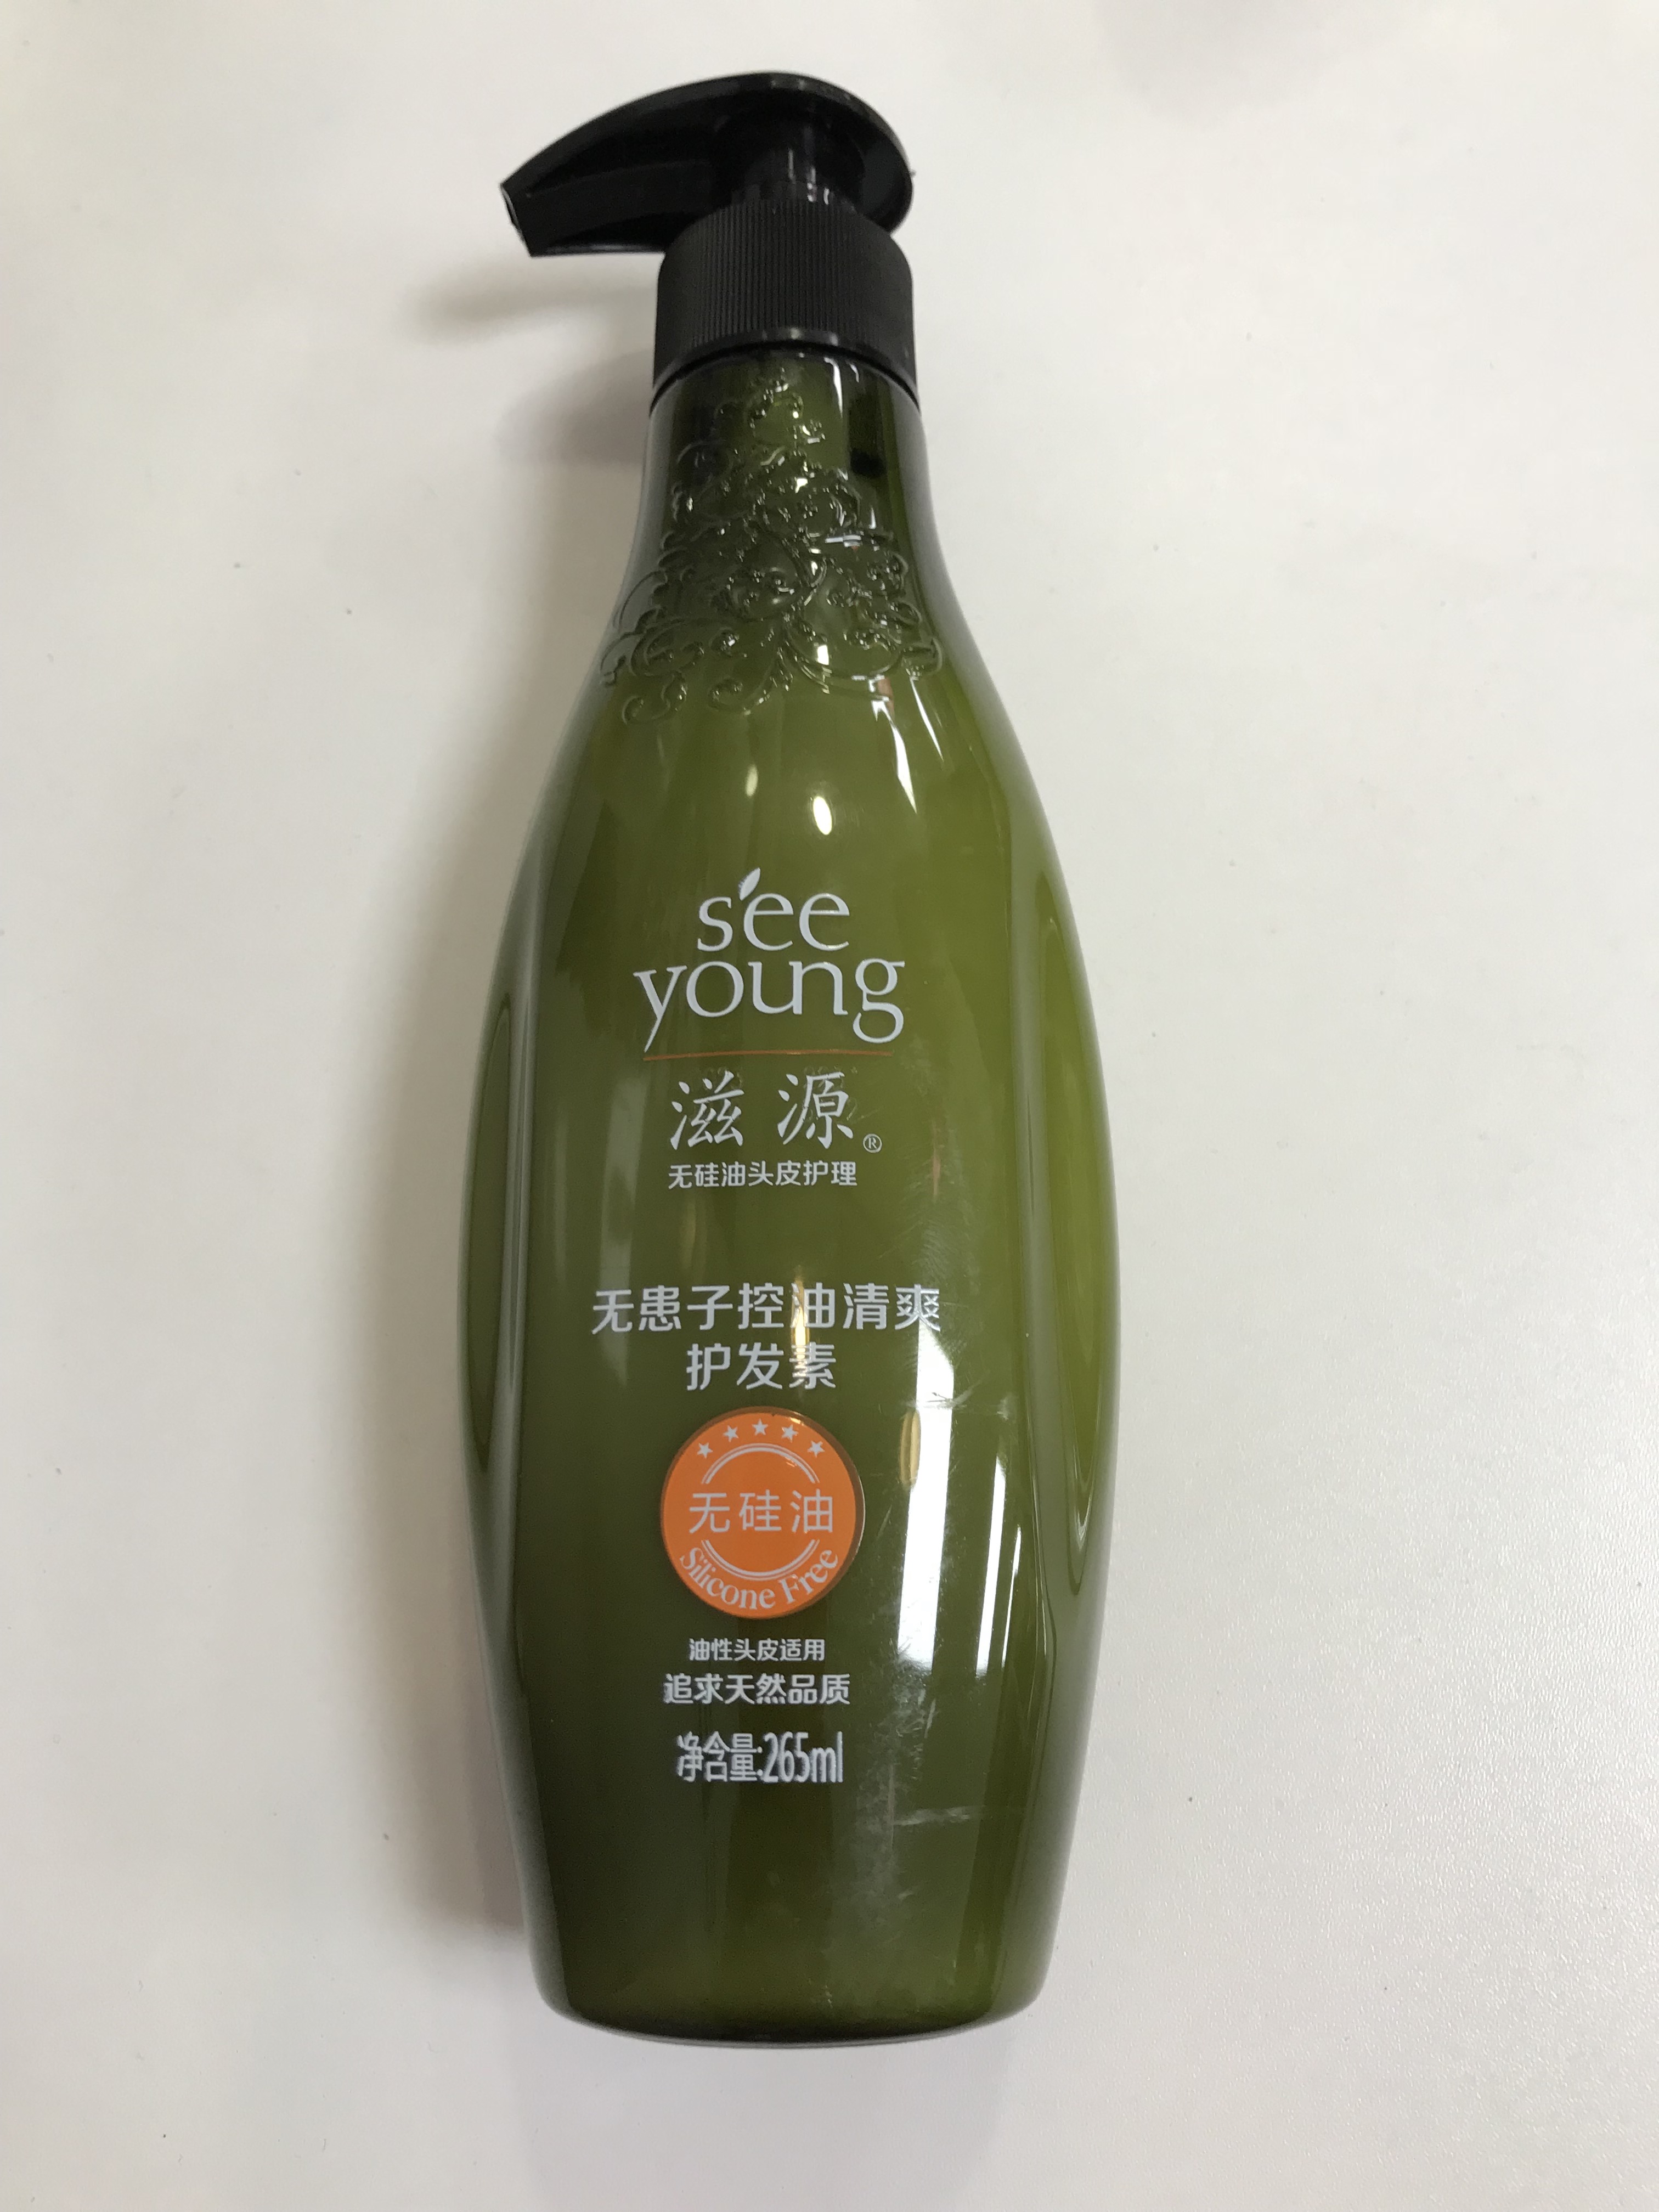 see
young
滋源®
无硅油头皮护理
无患子控油清爽
护发素
无硅油
Silicone Free
油性头皮适用
追求天然品质
净含量:265ml